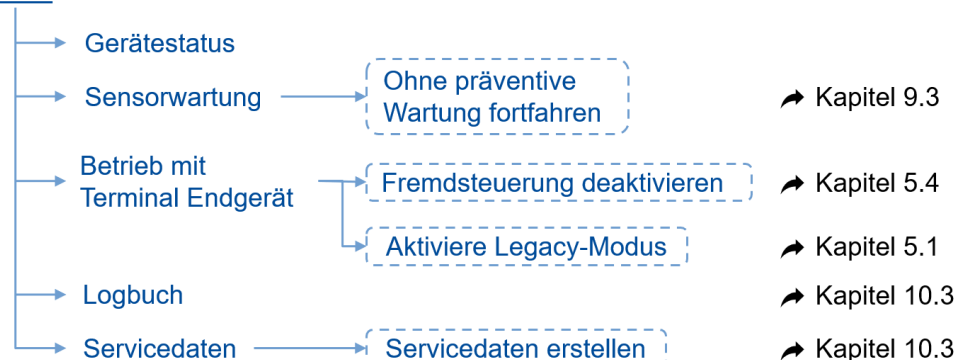 Gerätestatus
Sensorwartung
Ohne präventive
Wartung fortfahren
Kapitel 9.3
Betrieb mit
Terminal Endgerät
Fremdsteuerung deaktivieren
Kapitel 5.4
Aktiviere Legacy-Modus
Kapitel 5.1
Logbuch
Kapitel 10.3
Servicedaten
Servicedaten erstellen
Kapitel 10.3